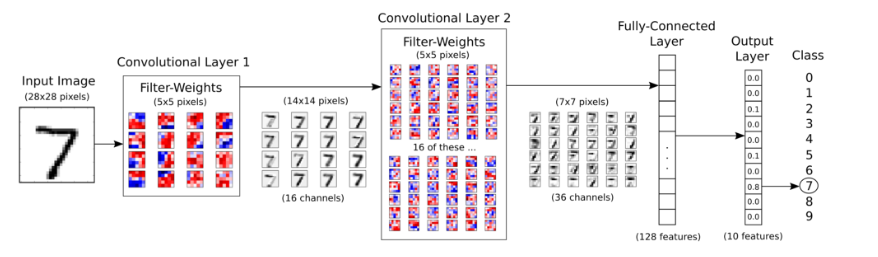 Input Image
(28x28 pixels)
Convolutional Layer 1
Filter-Weights
(5x5 pixels)
(14x14 pixels)
(16 channels)
Convolutional Layer 2
Filter-Weights
(5x5 pixels)
16 of these ...
(7x7 pixels)
(36 channels)
Fully-Connected
Layer
(128 features)
Output
Layer
0.0
0.0
0.1
0.0
0.0
0.1
0.0
0.8
0.0
0.0
(10 features)
Class
0
1
2
3
4
5
6
7
8
9